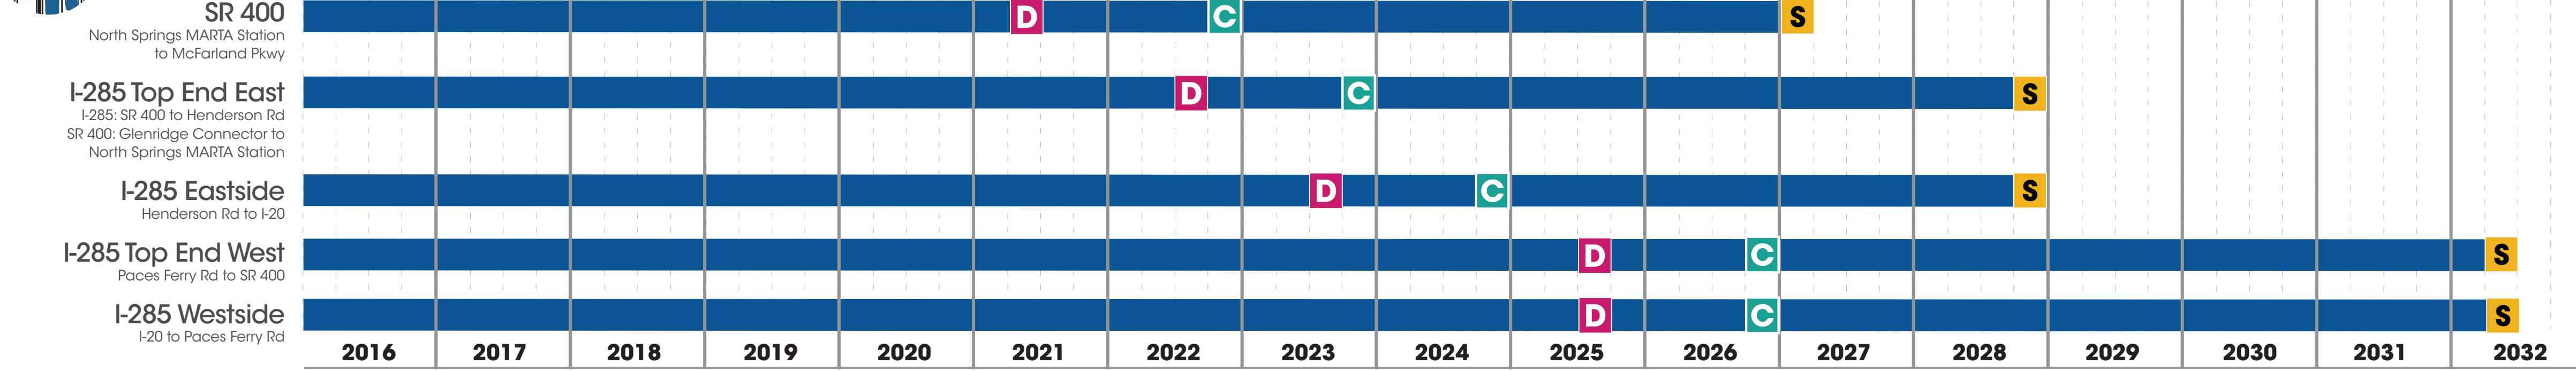 SR 400 D C S
North Springs MARTA Station
to McFarland Pkwy
I-285 Top End East D C S
I-285: SR 400 to Henderson Rd
SR 400: Glenridge Connector to
North Springs MARTA Station
I-285 Eastside D C S
Henderson Rd to I-20
I-285 Top End West D C S
Paces Ferry Rd to SR 400
I-285 Westside D C S
I-20 to Paces Ferry Rd
2016 2017 2018 2019 2020 2021 2022 2023 2024 2025 2026 2027 2028 2029 2030 2031 2032